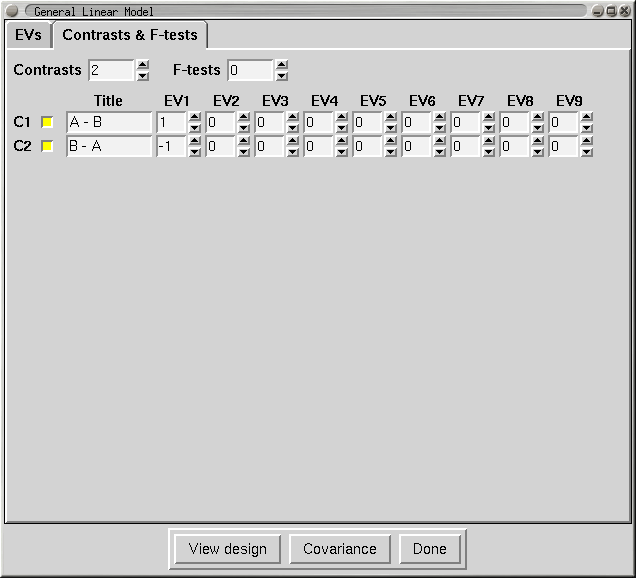 General Linear Model
EVs Contrasts & F-tests
Contrasts 2 F-tests 0
Title EV1 EV2 EV3 EV4 EV5 EV6 EV7 EV8 EV9
C1 A - B 1 0 0 0 0 0 0 0 0
C2 B - A -1 0 0 0 0 0 0 0 0
View design Covariance Done